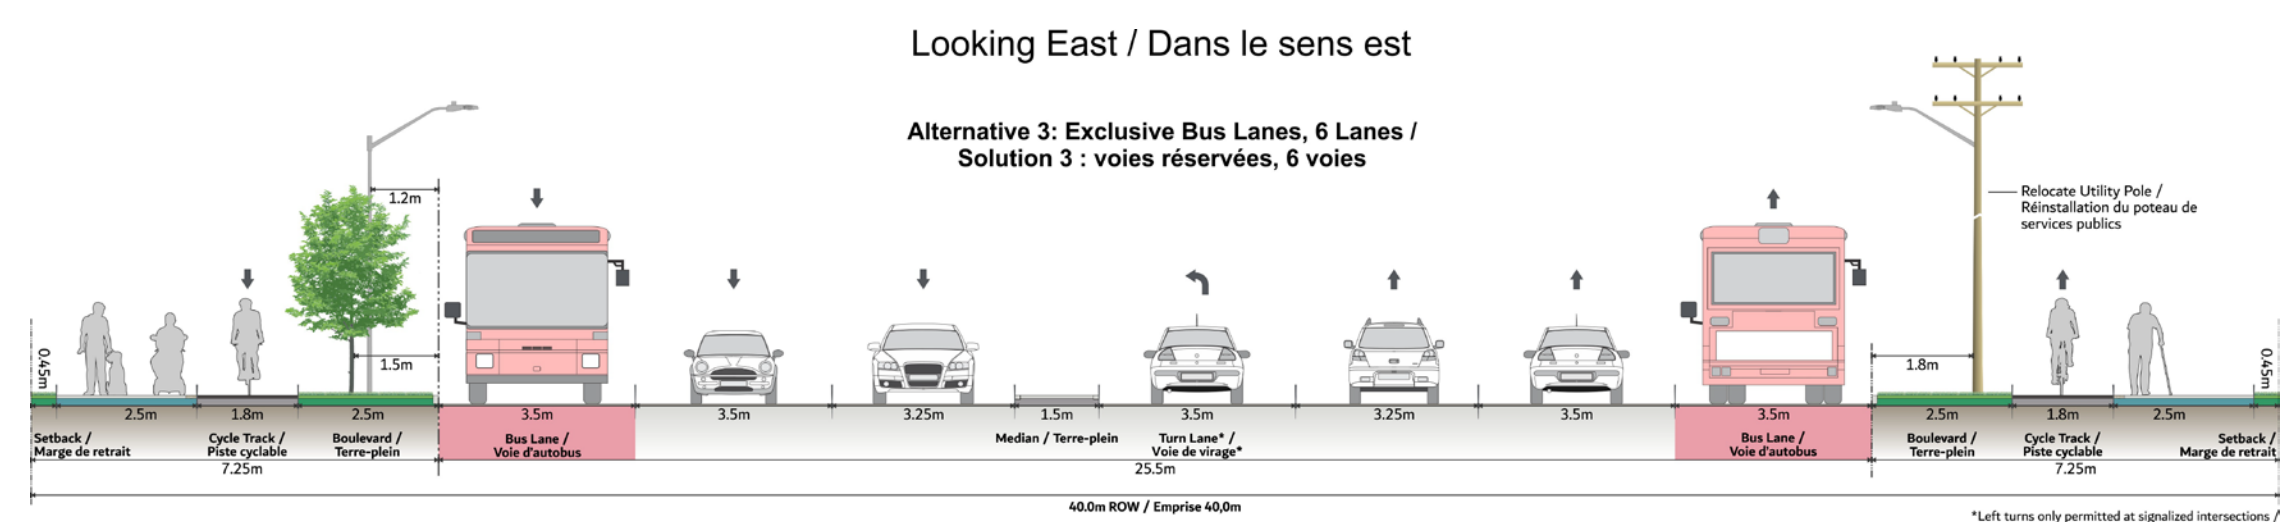 Looking East / Dans le sens est
Alternative 3: Exclusive Bus Lanes, 6 Lanes /
Solution 3 : voies réservées, 6 voies
1.2m
Relocate Utility Pole /
Réinstallation du poteau de
services publics
0.45m
1.5m
1.8m
0.45m
2.5m
1.8m
2.5m
3.5m
3.5m
3.25m
1.5m
3.5m
3.25m
3.5m
3.5m
2.5m
1.8m
2.5m
Setback /
Marge de retrait
Cycle Track /
Piste cyclable
Boulevard /
Terre-plein
Bus Lane /
Voie d'autobus
Median / Terre-plein
Turn Lane* /
Voie de virage*
Bus Lane /
Voie d'autobus
Boulevard /
Terre-plein
Cycle Track /
Piste cyclable
Setback /
Marge de retrait
7.25m
25.5m
7.25m
40.0m ROW / Emprise 40,0m
*Left turns only permitted at signalized intersections /